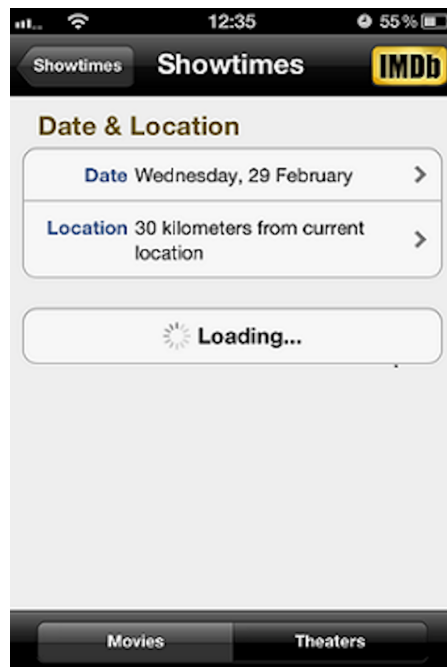 12:35 55%
Showtimes Showtimes IMDb
Date & Location
Date Wednesday, 29 February
Location 30 kilometers from current
location
Loading...
Movies Theaters